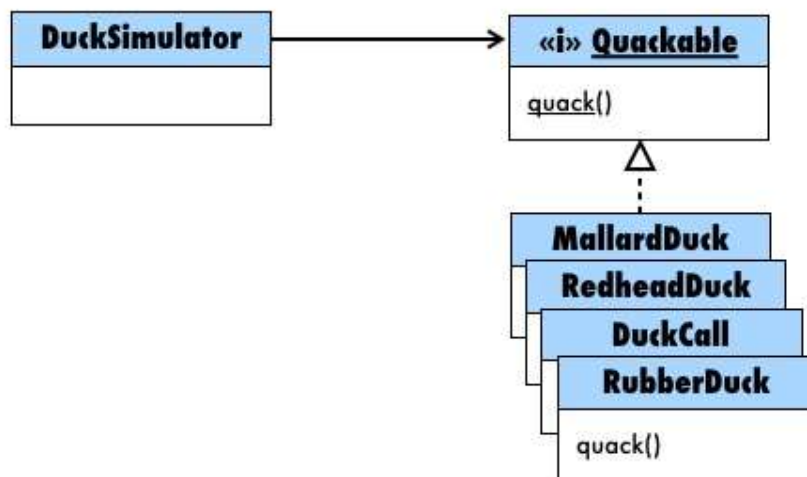 DuckSimulator
«i» Quackable
quack()
MallardDuck
RedheadDuck
DuckCall
RubberDuck
quack()